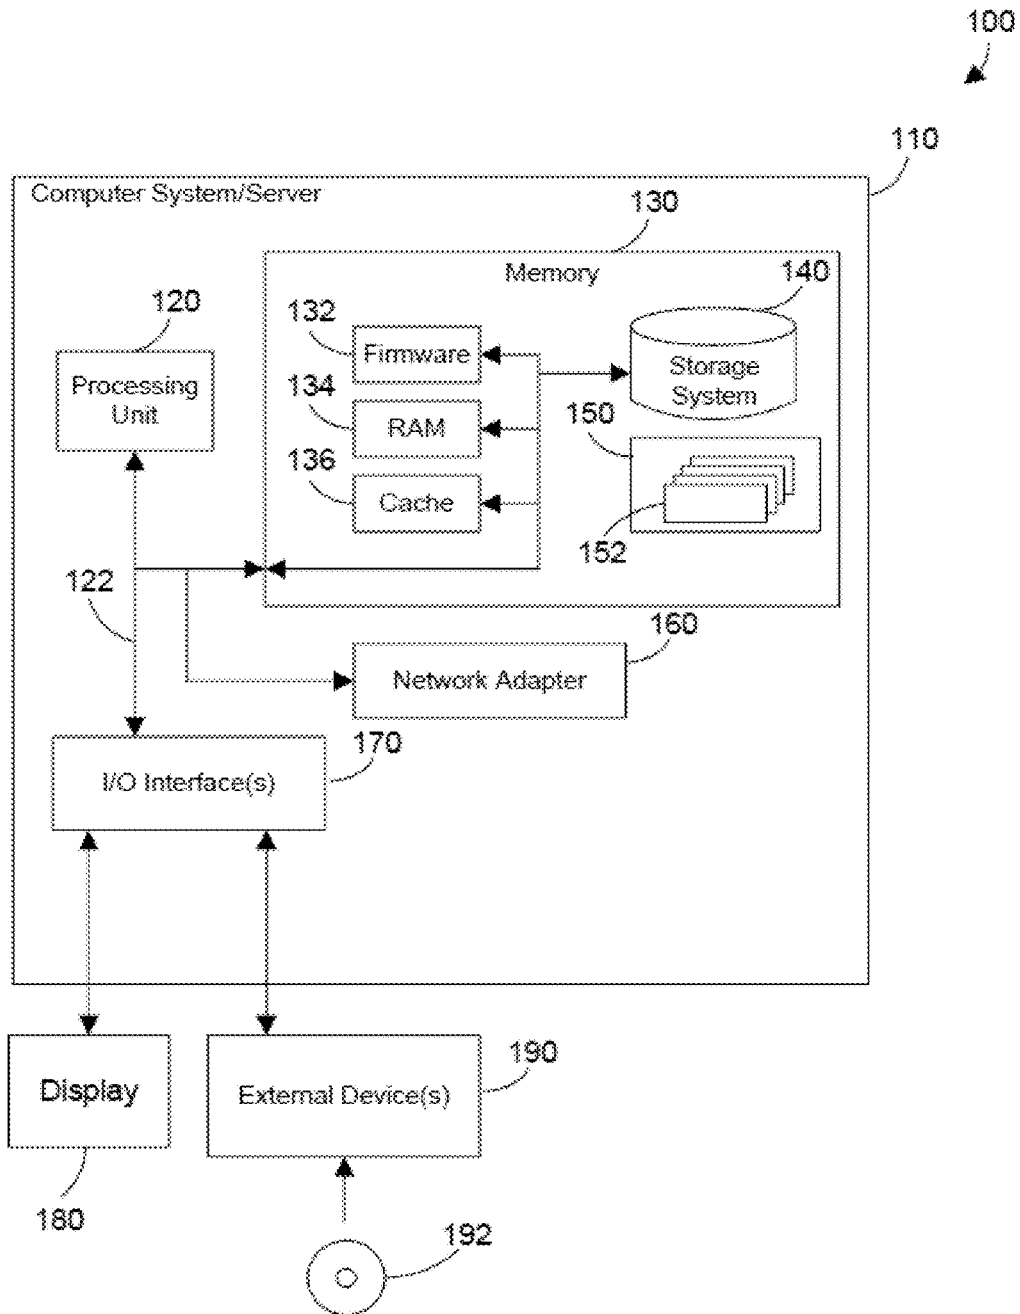 100
110
Computer System/Server
130
Memory
140
120
132
Firmware
Processing
Unit
Storage
System
134
RAM
150
136
Cache
152
122
160
Network Adapter
170
I/O Interface(s)
Display
External Device(s)
190
180
192